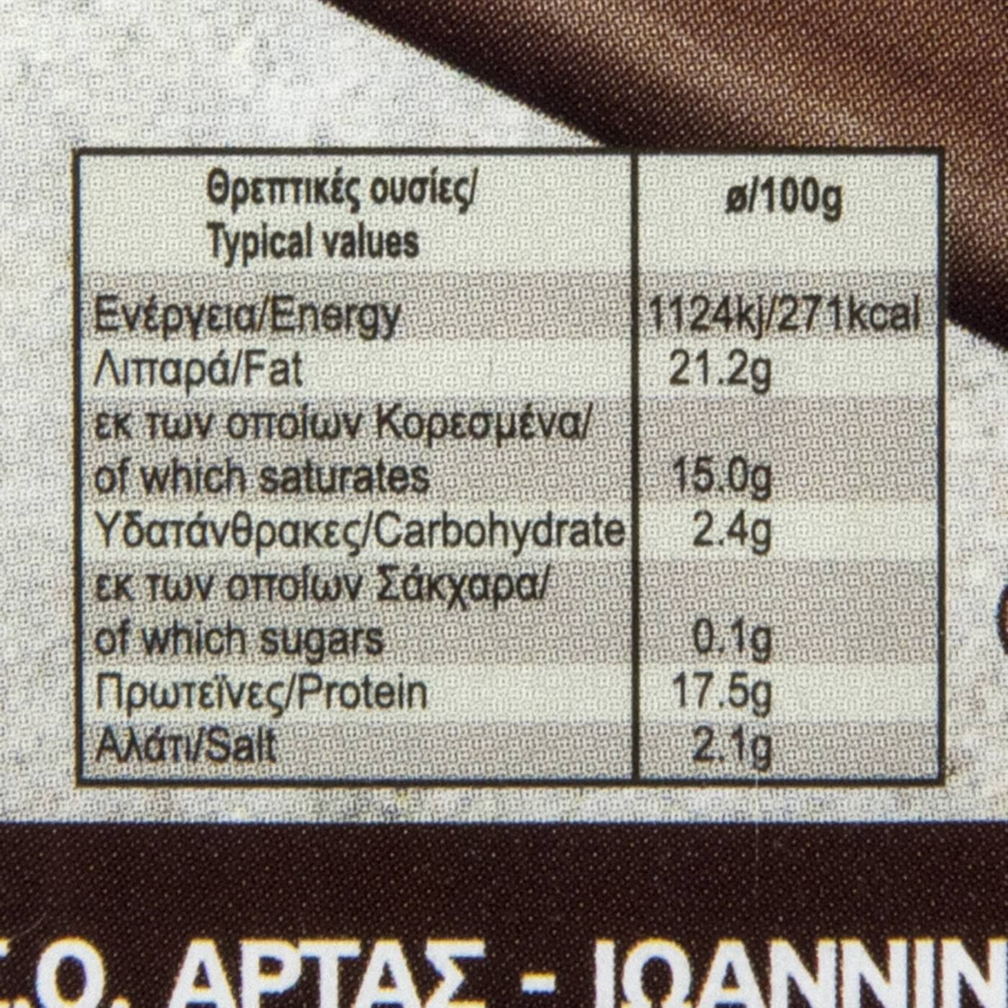 Θρεπτικές ουσίες/ ø/100g
Typical values
Ενέργεια/Energy 1124kj/271kcal
Λιπαρά/Fat 21.2g
εκ των οποίων Κορεσμένα/
of which saturates 15.0g
Υδατάνθρακες/Carbohydrate 2.4g
εκ των οποίων Σάκχαρα/
of which sugars 0.1g
Πρωτεΐνες/Protein 17.5g
Αλάτι/Salt 2.1g
.Ο. ΑΡΤΑΣ - ΙΩΑΝΝΙΝ